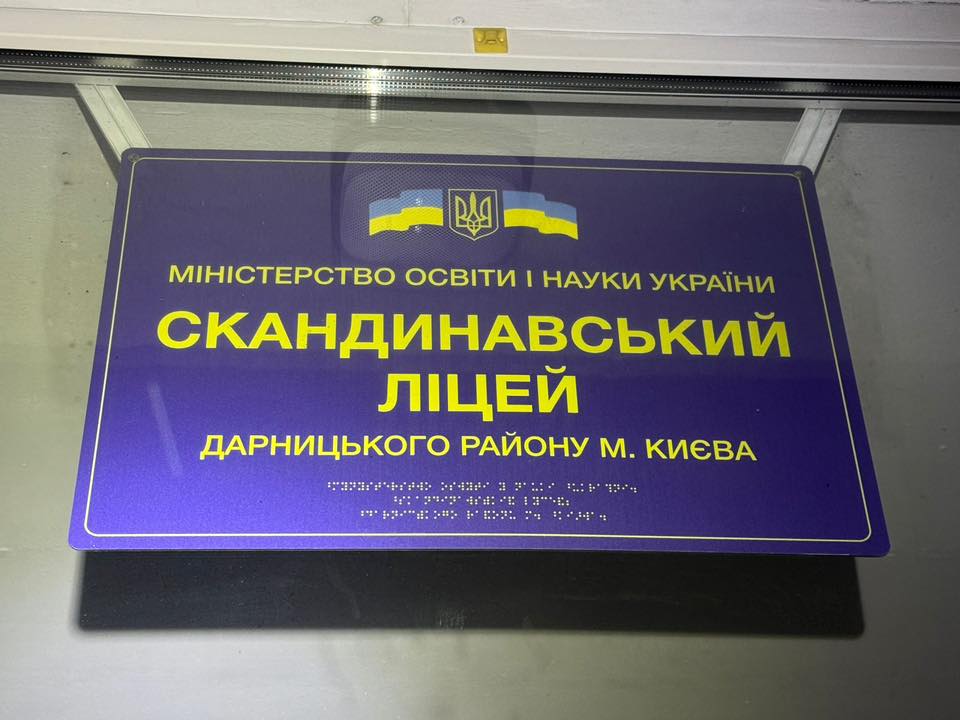 МІНІСТЕРСТВО ОСВІТИ І НАУКИ УКРАЇНИ
СКАНДИНАВСЬКИЙ
ЛІЦЕЙ
ДАРНИЦЬКОГО РАЙОНУ М. КИЄВА